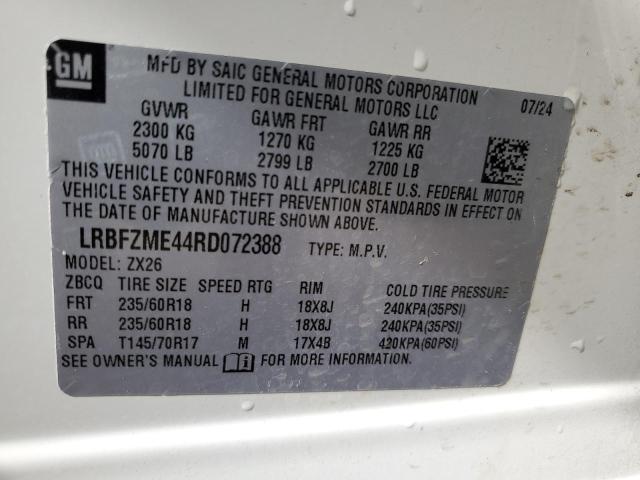 GM
MFD BY SAIC GENERAL MOTORS CORPORATION
LIMITED FOR GENERAL MOTORS LLC
07/24
GVWR GAWR FRT GAWR RR
2300 KG 1270 KG 1225 KG
5070 LB 2799 LB 2700 LB
THIS VEHICLE CONFORMS TO ALL APPLICABLE U.S. FEDERAL MOTOR
VEHICLE SAFETY AND THEFT PREVENTION STANDARDS IN EFFECT ON
THE DATE OF MANUFACTURE SHOWN ABOVE.
LRBFZME44RD072388 TYPE: M.P.V.
MODEL: ZX26
ZBCQ TIRE SIZE SPEED RTG RIM COLD TIRE PRESSURE
FRT 235/60R18 H 18X8J 240KPA(35PSI)
RR 235/60R18 H 18X8J 240KPA(35PSI)
SPA T145/70R17 M 17X4B 420KPA(60PSI)
SEE OWNER'S MANUAL FOR MORE INFORMATION